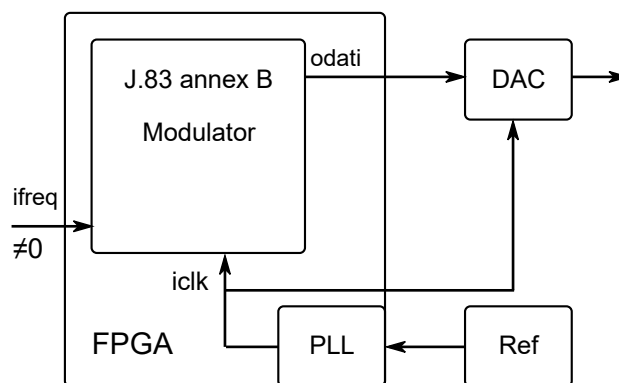 J.83 annex B
Modulator
odati
DAC
ifreq
≠0
iclk
FPGA
PLL
Ref